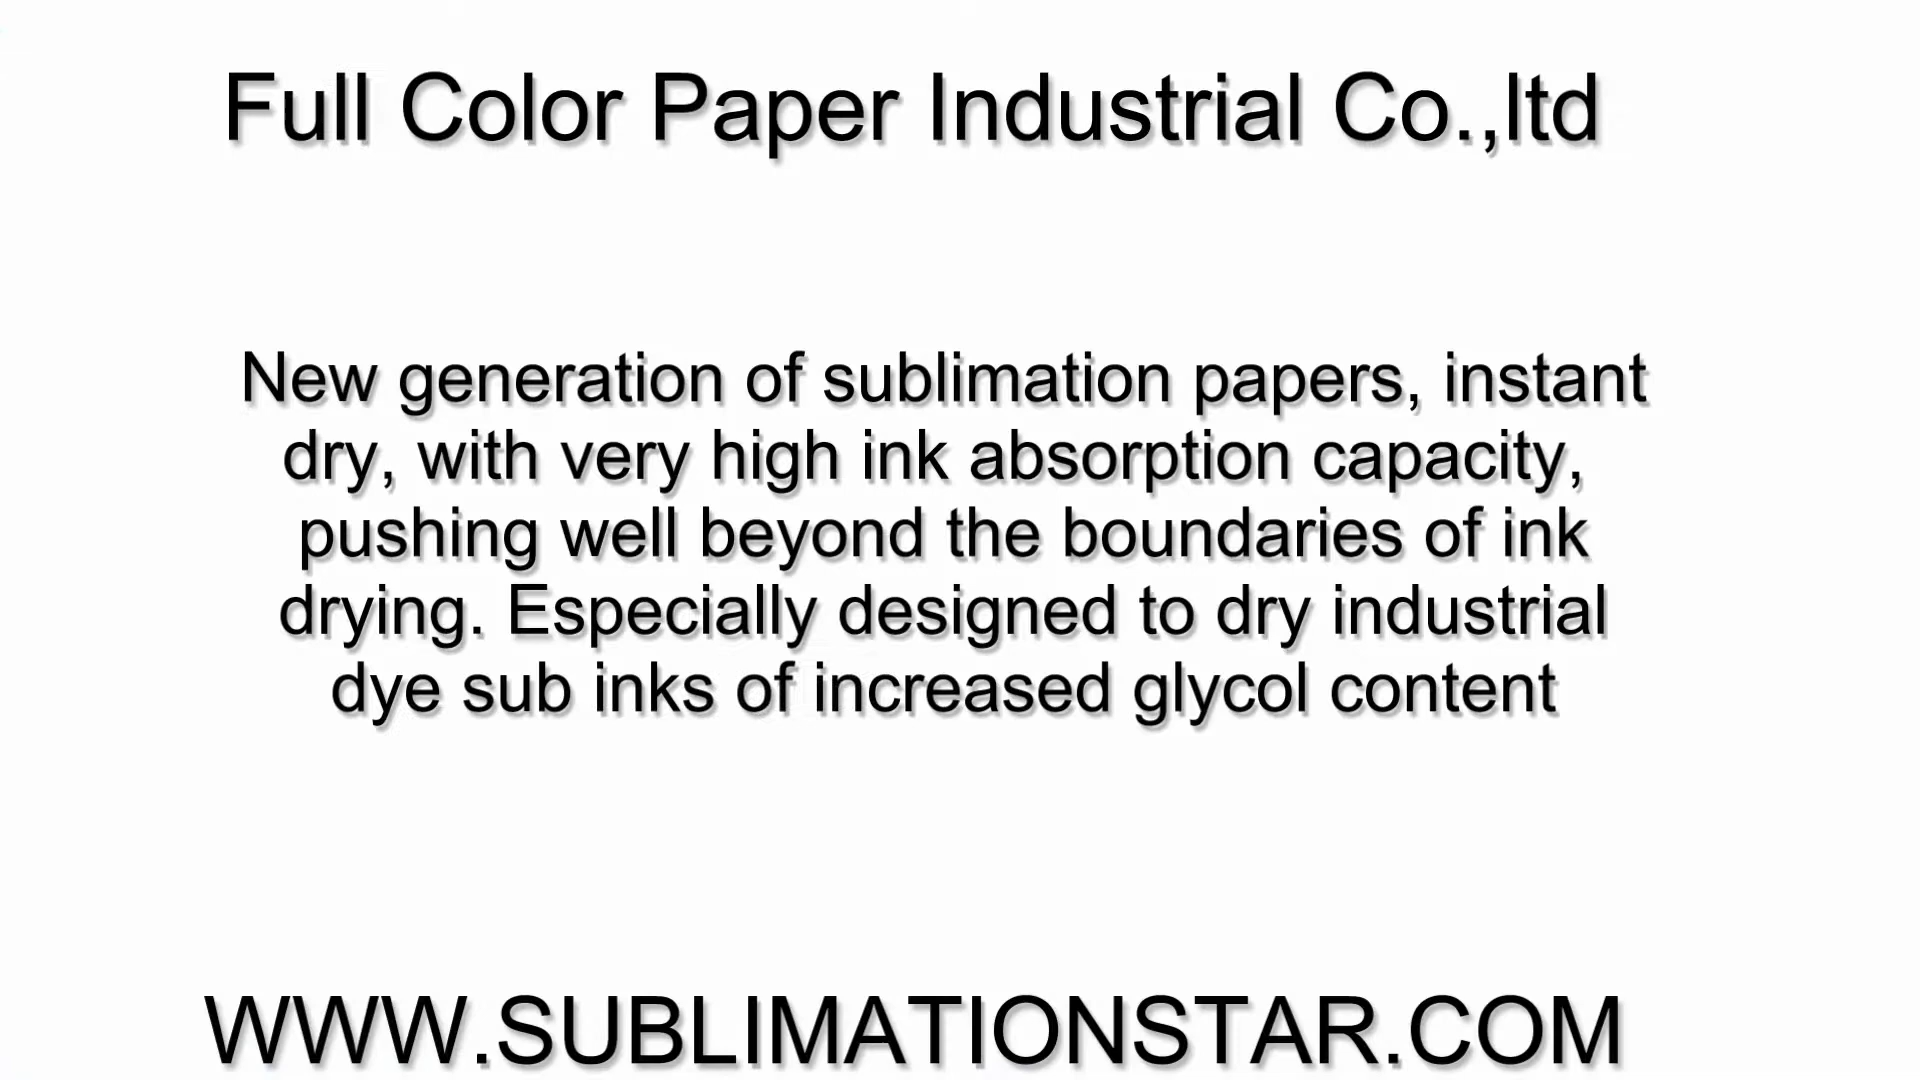 Full Color Paper Industrial Co.,ltd
New generation of sublimation papers, instant
dry, with very high ink absorption capacity,
pushing well beyond the boundaries of ink
drying. Especially designed to dry industrial
dye sub inks of increased glycol content
WWW.SUBLIMATIONSTAR.COM